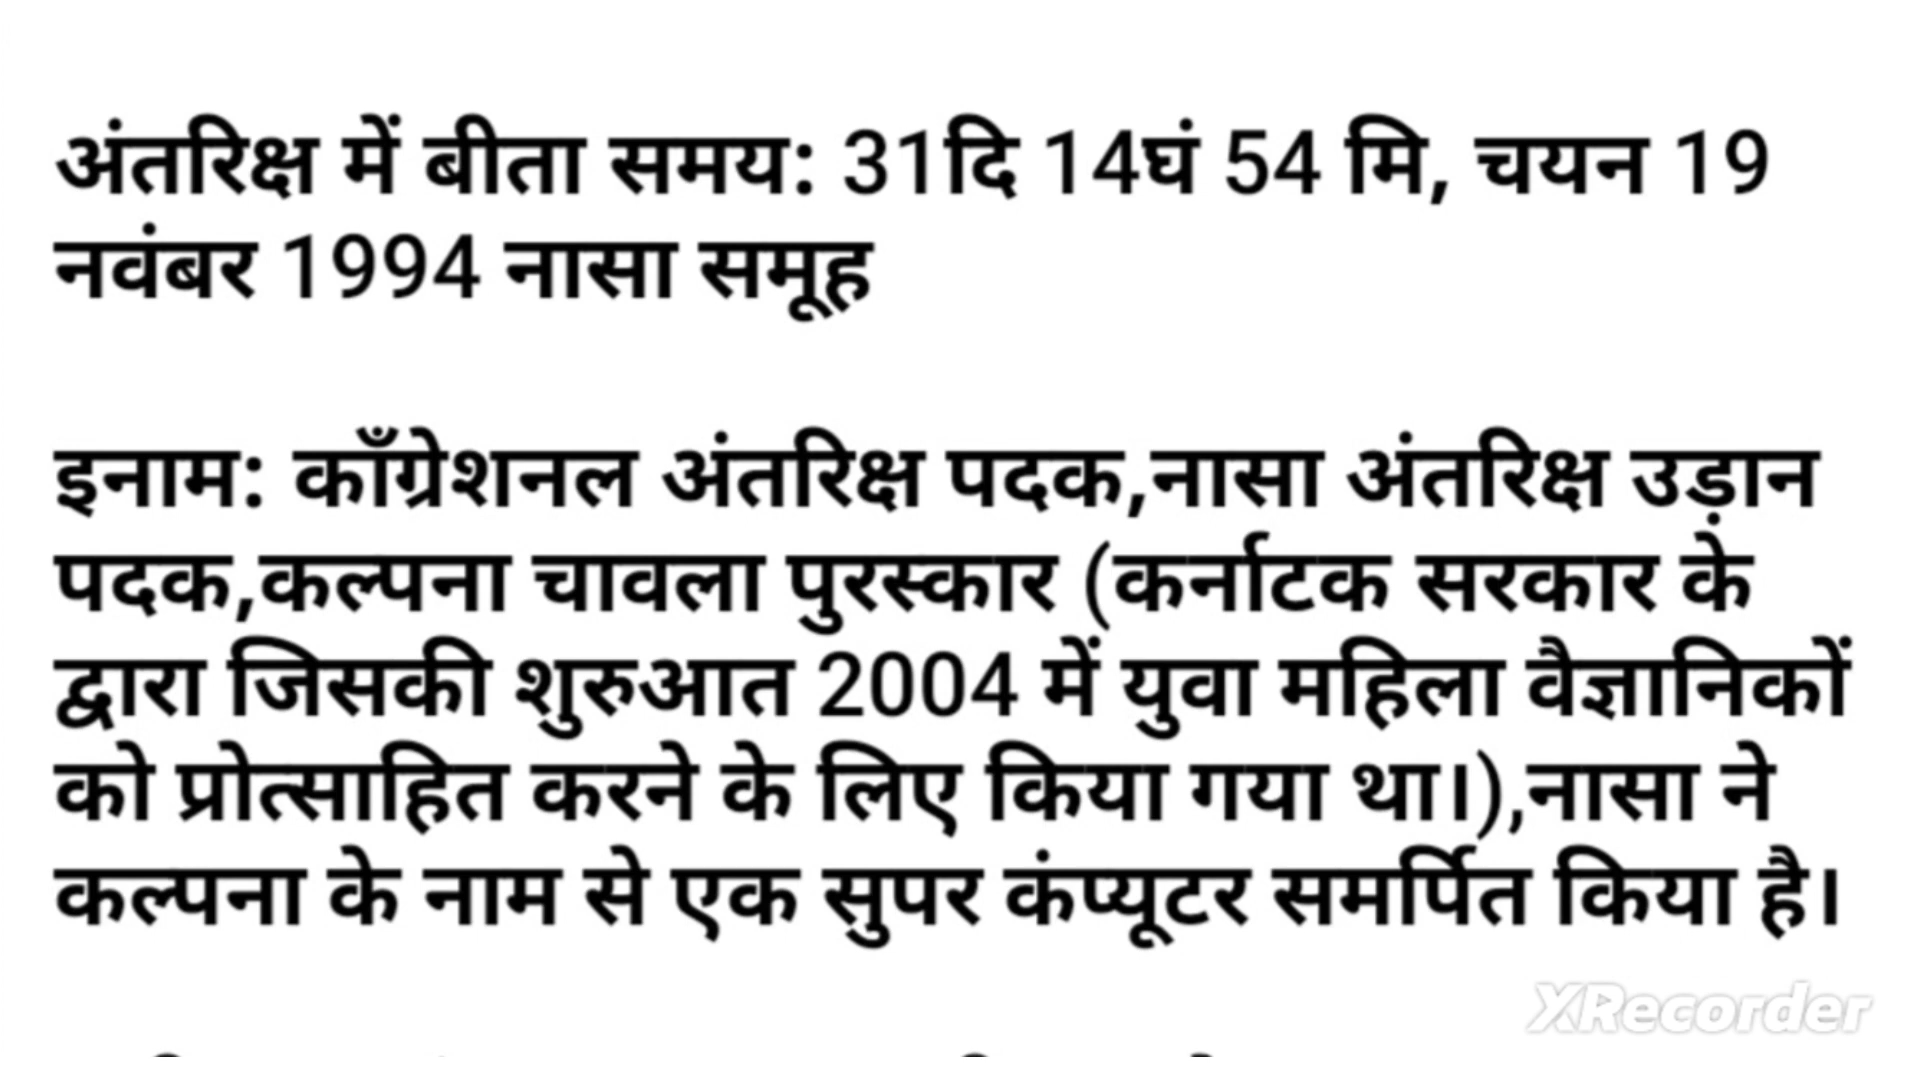 अंतरिक्ष में बीता समय: 31दि 14घं 54 मि, चयन 19
नवंबर 1994 नासा समूह
इनाम: काँग्रेशनल अंतरिक्ष पदक,नासा अंतरिक्ष उड़ान
पदक,कल्पना चावला पुरस्कार (कर्नाटक सरकार के
द्वारा जिसकी शुरुआत 2004 में युवा महिला वैज्ञानिकों
को प्रोत्साहित करने के लिए किया गया था।),नासा ने
कल्पना के नाम से एक सुपर कंप्यूटर समर्पित किया है।
XRecorder